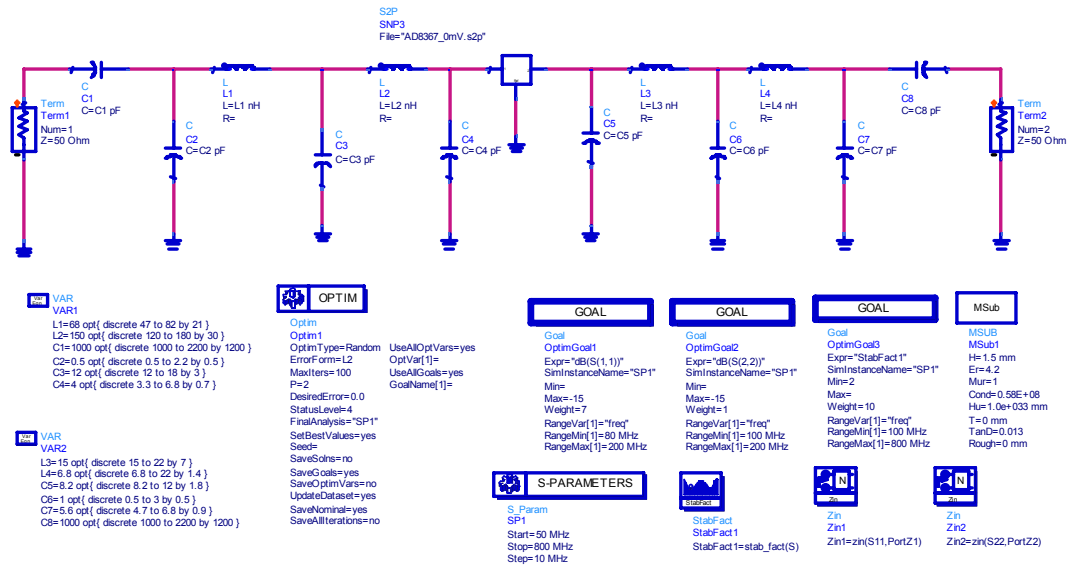 S2P
SNP3
File="AD8367_0mV.s2p"
C
C1
C=C1 pF
L
L1
L=L1 nH
R=
L
L2
L=L2 nH
R=
L
L3
L=L3 nH
R=
L
L4
L=L4 nH
R=
C
C8
C=C8 pF
Term
Term1
Num=1
Z=50 Ohm
C
C2
C=C2 pF
C
C3
C=C3 pF
C
C4
C=C4 pF
C
C5
C=C5 pF
C
C6
C=C6 pF
C
C7
C=C7 pF
Term
Term2
Num=2
Z=50 Ohm
Var
Eqn
VAR
VAR1
L1=68 opt{ discrete 47 to 82 by 21 }
L2=150 opt{ discrete 120 to 180 by 30 }
C1=1000 opt{ discrete 1000 to 2200 by 1200 }
C2=0.5 opt{ discrete 0.5 to 2.2 by 0.5 }
C3=12 opt{ discrete 12 to 18 by 3 }
C4=4 opt{ discrete 3.3 to 6.8 by 0.7 }
Var
Eqn
VAR
VAR2
L3=15 opt{ discrete 15 to 22 by 7 }
L4=6.8 opt{ discrete 6.8 to 22 by 1.4 }
C5=8.2 opt{ discrete 8.2 to 12 by 1.8 }
C6=1 opt{ discrete 0.5 to 3 by 0.5 }
C7=5.6 opt{ discrete 4.7 to 6.8 by 0.9 }
C8=1000 opt{ discrete 1000 to 2200 by 1200 }
OPTIM
Optim
Optim1
OptimType=Random
ErrorForm=L2
MaxIters=100
P=2
DesiredError=0.0
StatusLevel=4
FinalAnalysis="SP1"
SetBestValues=yes
Seed=
SaveSolns=no
SaveGoals=yes
SaveOptimVars=no
UpdateDataset=yes
SaveNominal=yes
SaveAllIterations=no
UseAllOptVars=yes
OptVar[1]=
UseAllGoals=yes
GoalName[1]=
GOAL
Goal
OptimGoal1
Expr="dB(S(1,1))"
SimInstanceName="SP1"
Min=
Max=-15
Weight=7
RangeVar[1]="freq"
RangeMin[1]=80 MHz
RangeMax[1]=200 MHz
GOAL
Goal
OptimGoal2
Expr="dB(S(2,2))"
SimInstanceName="SP1"
Min=
Max=-15
Weight=1
RangeVar[1]="freq"
RangeMin[1]=100 MHz
RangeMax[1]=200 MHz
GOAL
Goal
OptimGoal3
Expr="StabFact1"
SimInstanceName="SP1"
Min=2
Max=
Weight=10
RangeVar[1]="freq"
RangeMin[1]=100 MHz
RangeMax[1]=800 MHz
MSub
MSUB
MSub1
H=1.5 mm
Er=4.2
Mur=1
Cond=0.58E+08
Hu=1.0e+033 mm
T=0 mm
TanD=0.013
Rough=0 mm
S-PARAMETERS
S_Param
SP1
Start=50 MHz
Stop=800 MHz
Step=10 MHz
StabFact
StabFact
StabFact1
StabFact1=stab_fact(S)
N
Zin
Zin
Zin1
Zin1=zin(S11,PortZ1)
N
Zin
Zin
Zin2
Zin2=zin(S22,PortZ2)